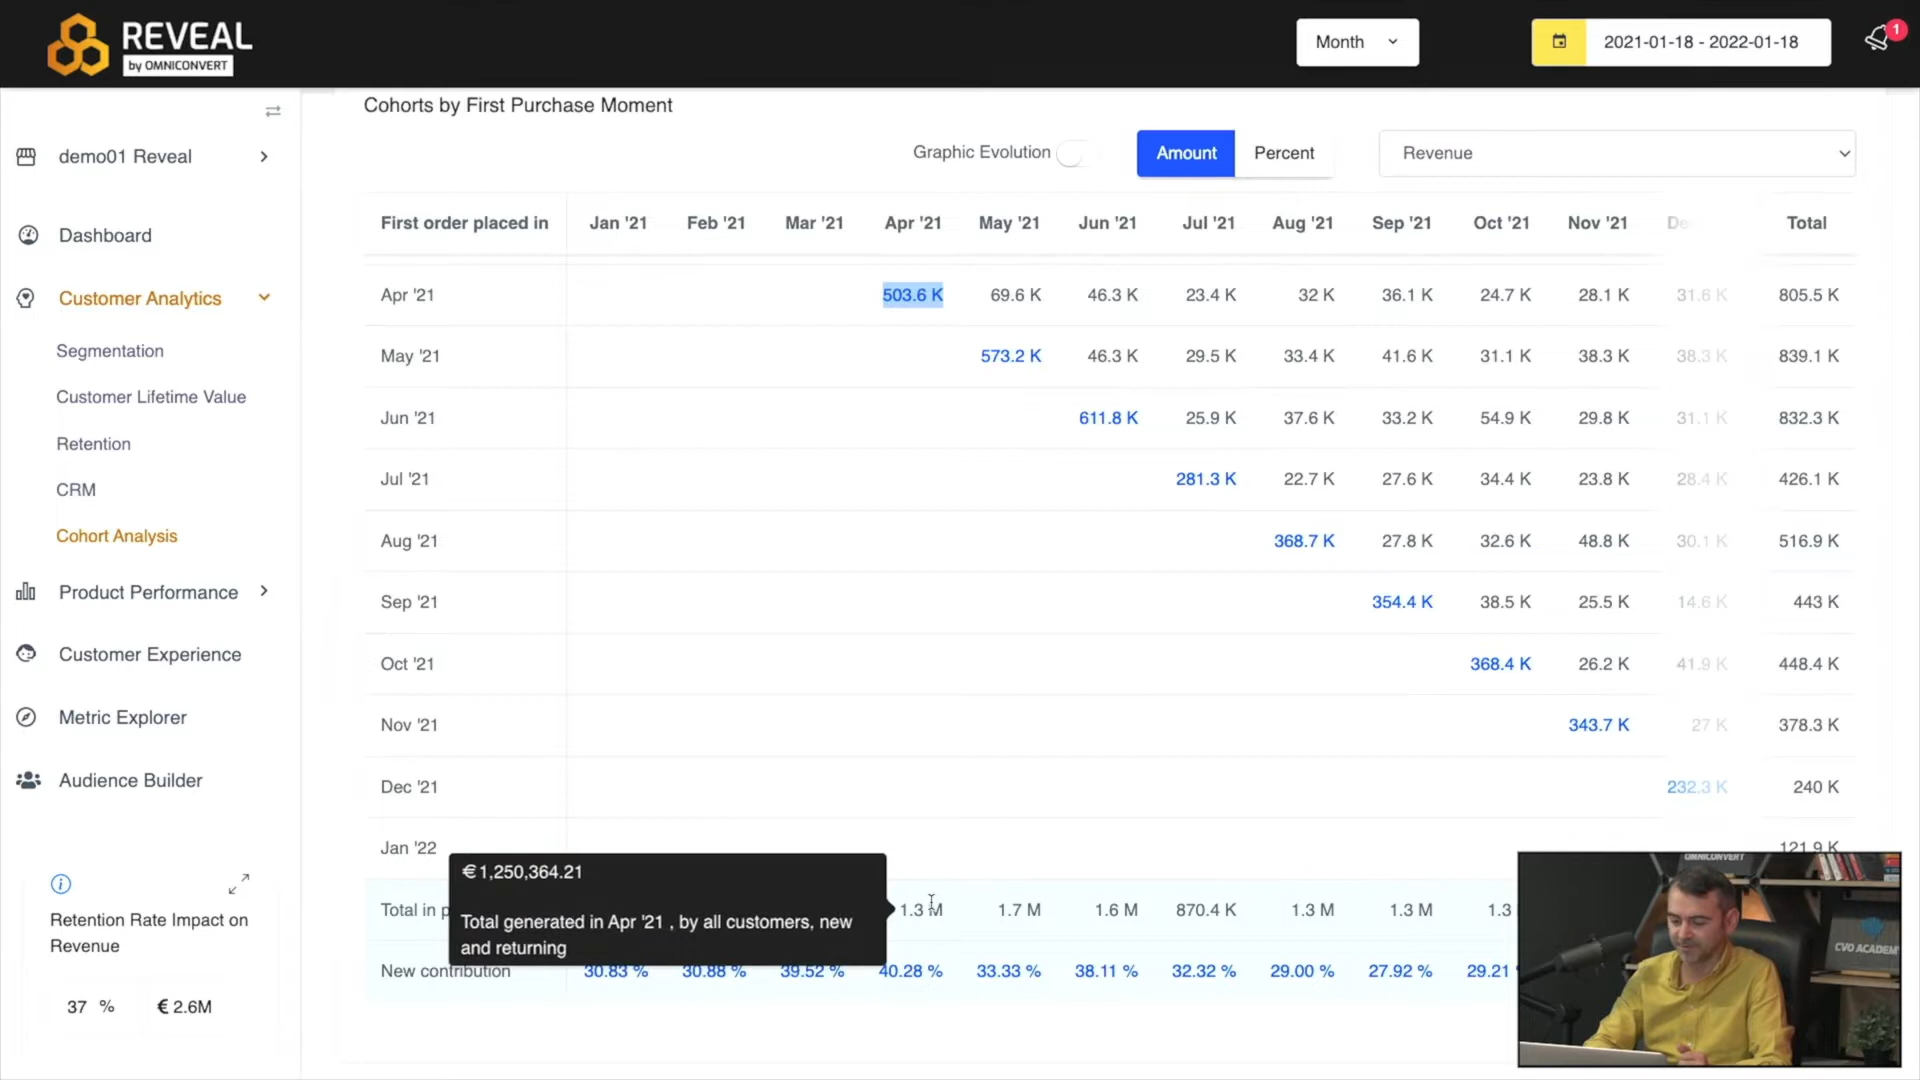 REVEAL
by OMNICONVERT
Month
2021-01-18 - 2022-01-18
1
demo01 Reveal
Dashboard
Customer Analytics
Segmentation
Customer Lifetime Value
Retention
CRM
Cohort Analysis
Product Performance
Customer Experience
Metric Explorer
Audience Builder
Retention Rate Impact on
Revenue
37 %
€ 2.6M
Cohorts by First Purchase Moment
Graphic Evolution
Amount
Percent
Revenue
First order placed in Jan '21 Feb '21 Mar '21 Apr '21 May '21 Jun '21 Jul '21 Aug '21 Sep '21 Oct '21 Nov '21 De Total
Apr '21 503.6 K 69.6 K 46.3 K 23.4 K 32 K 36.1 K 24.7 K 28.1 K 31.6 K 805.5 K
May '21 573.2 K 46.3 K 29.5 K 33.4 K 41.6 K 31.1 K 38.3 K 38.3 K 839.1 K
Jun '21 611.8 K 25.9 K 37.6 K 33.2 K 54.9 K 29.8 K 31.1 K 832.3 K
Jul '21 281.3 K 22.7 K 27.6 K 34.4 K 23.8 K 28.4 K 426.1 K
Aug '21 368.7 K 27.8 K 32.6 K 48.8 K 30.1 K 516.9 K
Sep '21 354.4 K 38.5 K 25.5 K 14.6 K 443 K
Oct '21 368.4 K 26.2 K 41.9 K 448.4 K
Nov '21 343.7 K 27 K 378.3 K
Dec '21 232.3 K 240 K
Jan '22 121.9 K
€1,250,364.21
Total generated in Apr '21 , by all customers, new
and returning
Total in p 1.3 M 1.7 M 1.6 M 870.4 K 1.3 M 1.3 M 1.3
New contribution 30.83 % 30.88 % 39.52 % 40.28 % 33.33 % 38.11 % 32.32 % 29.00 % 27.92 % 29.21
OMNICONVERT
CVO ACADEM